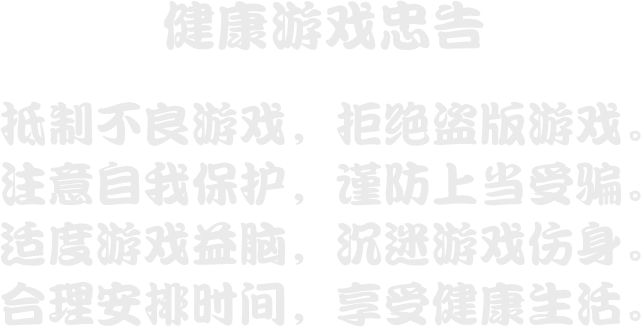 健康游戏忠告
抵制不良游戏，拒绝盗版游戏。
注意自我保护，谨防上当受骗。
适度游戏益脑，沉迷游戏伤身。
合理安排时间，享受健康生活。